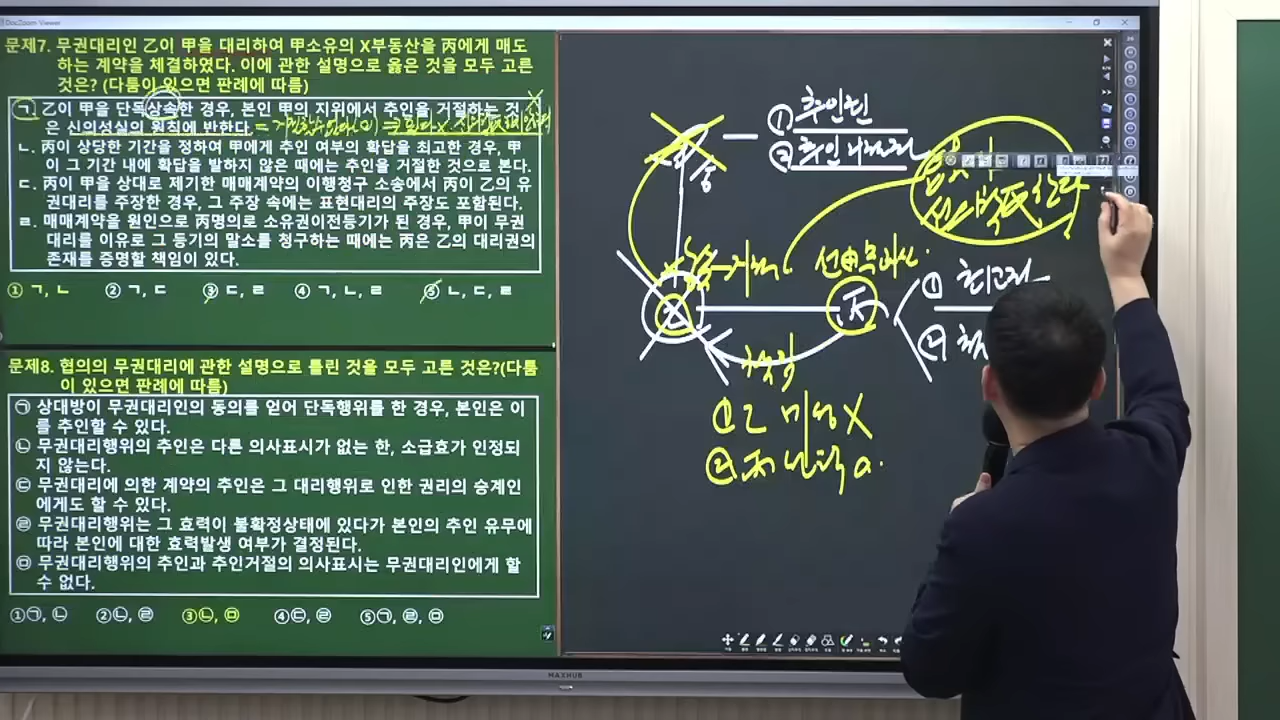 DocZoom Viewer
문제7. 무권대리인 乙이 甲을 대리하여 甲소유의 X부동산을 丙에게 매도
하는 계약을 체결하였다. 이에 관한 설명으로 옳은 것을 모두 고른
것은? (다툼이 있으면 판례에 따름)
ㄱ. 乙이 甲을 단독상속한 경우, 본인 甲의 지위에서 추인을 거절하는 것
은 신의성실의 원칙에 반한다.
ㄴ. 丙이 상당한 기간을 정하여 甲에게 추인 여부의 확답을 최고한 경우, 甲
이 그 기간 내에 확답을 발하지 않은 때에는 추인을 거절한 것으로 본다.
ㄷ. 丙이 甲을 상대로 제기한 매매계약의 이행청구 소송에서 丙이 乙의 유
권대리를 주장한 경우, 그 주장 속에는 표현대리의 주장도 포함된다.
ㄹ. 매매계약을 원인으로 丙명의로 소유권이전등기가 된 경우, 甲이 무권
대리를 이유로 그 등기의 말소를 청구하는 때에는 丙은 乙의 대리권의
존재를 증명할 책임이 있다.
① ㄱ, ㄴ ② ㄱ, ㄷ ③ ㄷ, ㄹ ④ ㄱ, ㄴ, ㄹ ⑤ ㄴ, ㄷ, ㄹ
문제8. 협의의 무권대리에 관한 설명으로 틀린 것을 모두 고른 것은?(다툼
이 있으면 판례에 따름)
㉠ 상대방이 무권대리인의 동의를 얻어 단독행위를 한 경우, 본인은 이
를 추인할 수 있다.
㉡ 무권대리행위의 추인은 다른 의사표시가 없는 한, 소급효가 인정되
지 않는다.
㉢ 무권대리에 의한 계약의 추인은 그 대리행위로 인한 권리의 승계인
에게도 할 수 있다.
㉣ 무권대리행위는 그 효력이 불확정상태에 있다가 본인의 추인 유무에
따라 본인에 대한 효력발생 여부가 결정된다.
㉤ 무권대리행위의 추인과 추인거절의 의사표시는 무권대리인에게 할
수 없다.
①㉠, ㉡ ②㉡, ㉣ ③㉡, ㉤ ④㉢, ㉣ ⑤㉠, ㉣, ㉤
① 추인권
② 추인거절권
乙
丙
① 최고권
②
① 乙 미성 X
②
MAXHUB